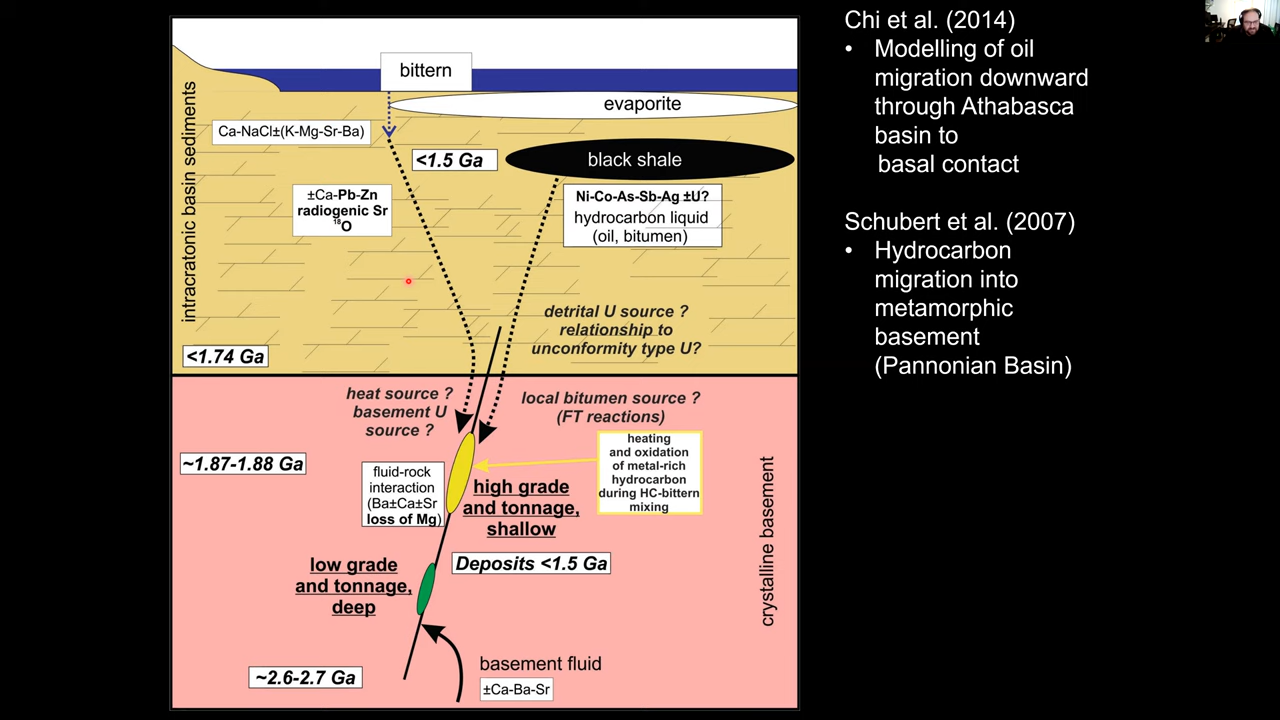 bittern
evaporite
Ca-NaCl±(K-Mg-Sr-Ba)
<1.5 Ga
black shale
intracratonic basin sediments
±Ca-Pb-Zn
radiogenic Sr
¹⁸O
Ni-Co-As-Sb-Ag ±U?
hydrocarbon liquid
(oil, bitumen)
detrital U source ?
relationship to
unconformity type U?
<1.74 Ga
heat source ?
basement U
source ?
local bitumen source ?
(FT reactions)
~1.87-1.88 Ga
fluid-rock
interaction
(Ba±Ca±Sr
loss of Mg)
heating
and oxidation
of metal-rich
hydrocarbon
during HC-bittern
mixing
high grade
and tonnage,
shallow
crystalline basement
low grade
and tonnage,
deep
Deposits <1.5 Ga
~2.6-2.7 Ga
basement fluid
±Ca-Ba-Sr
Chi et al. (2014)
• Modelling of oil
migration downward
through Athabasca
basin to
basal contact
Schubert et al. (2007)
• Hydrocarbon
migration into
metamorphic
basement
(Pannonian Basin)